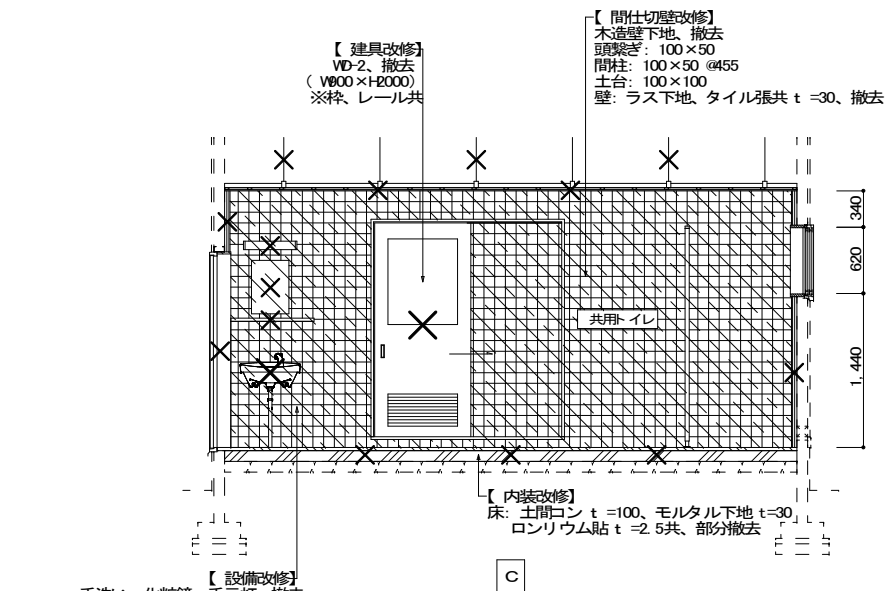 【 間仕切壁改修】
木造壁下地、撤去
頭繋ぎ: 100×50
間柱: 100×50 @455
土台: 100×100
壁: ラス下地、タイル張共 t =30、撤去
【 建具改修】
WD-2、撤去
( W900×H2000)
※枠、レール共
340
620
1,440
共用トイレ
【 内装改修】
床: 土間コン t =100、モルタル下地 t=30
ロンリウム貼 t =2.5共、部分撤去
【 設備改修】
C